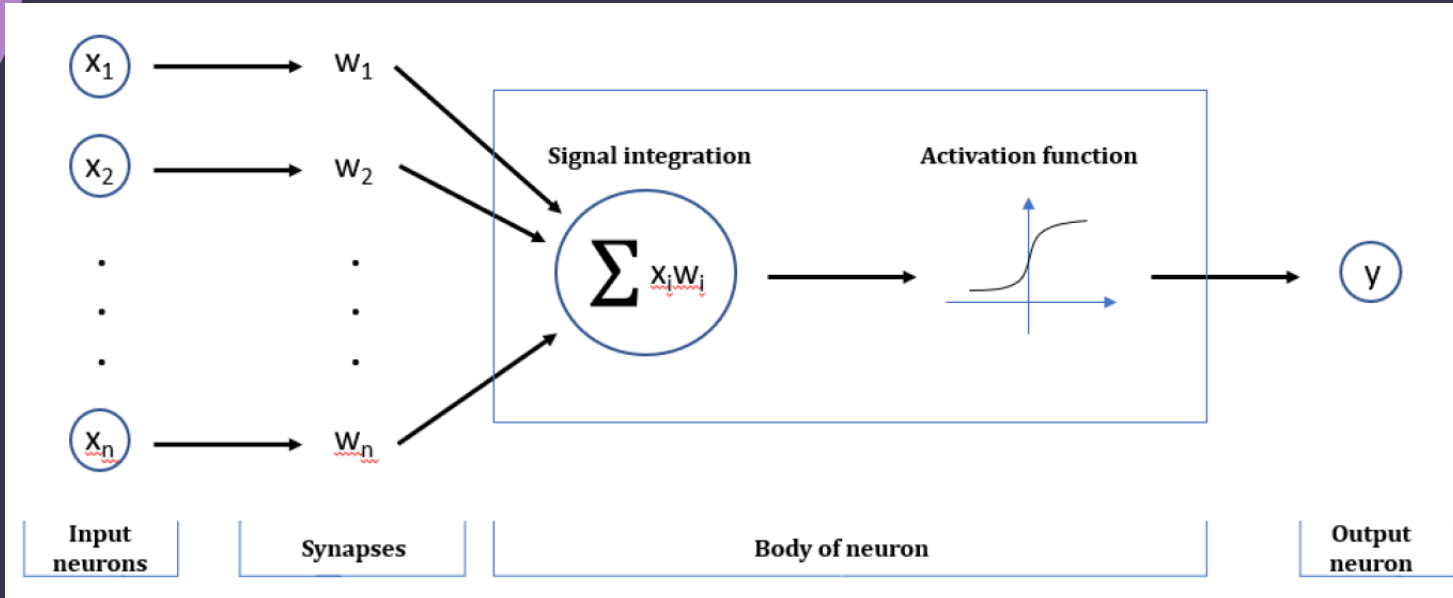 x1
w1
x2
w2
Signal integration
Activation function
∑ xiwi
y
xn
wn
Input
neurons
Synapses
Body of neuron
Output
neuron